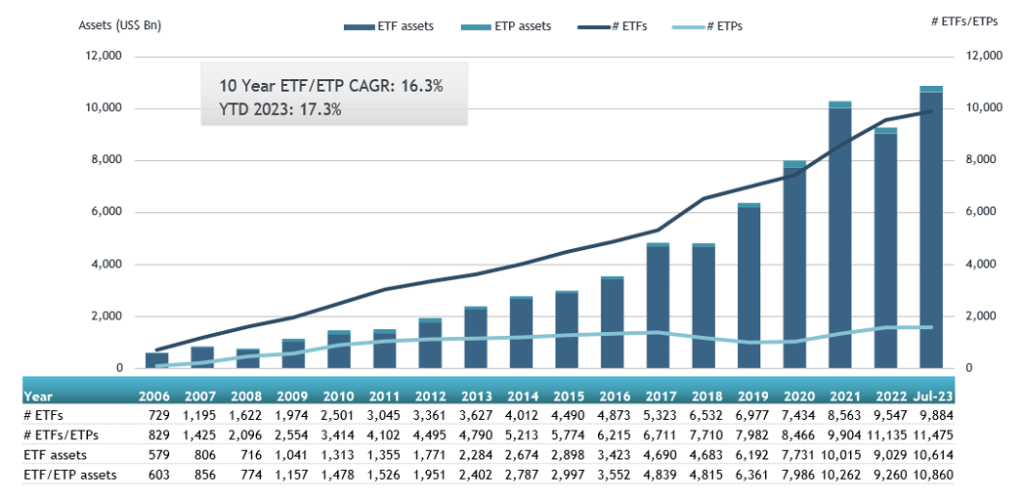 Assets (US$ Bn)
ETF assets ETP assets # ETFs # ETPs
# ETFs/ETPs
12,000 12,000
10 Year ETF/ETP CAGR: 16.3%
YTD 2023: 17.3%
10,000 10,000
8,000 8,000
6,000 6,000
4,000 4,000
2,000 2,000
0 0
Year 2006 2007 2008 2009 2010 2011 2012 2013 2014 2015 2016 2017 2018 2019 2020 2021 2022 Jul-23
# ETFs 729 1,195 1,622 1,974 2,501 3,045 3,361 3,627 4,012 4,490 4,873 5,323 6,532 6,977 7,434 8,563 9,547 9,884
# ETFs/ETPs 829 1,425 2,096 2,554 3,414 4,102 4,495 4,790 5,213 5,774 6,215 6,711 7,710 7,982 8,466 9,904 11,135 11,475
ETF assets 579 806 716 1,041 1,313 1,355 1,771 2,284 2,674 2,898 3,423 4,690 4,683 6,192 7,731 10,015 9,029 10,614
ETF/ETP assets 603 856 774 1,157 1,478 1,526 1,951 2,402 2,787 2,997 3,552 4,839 4,815 6,361 7,986 10,262 9,260 10,860